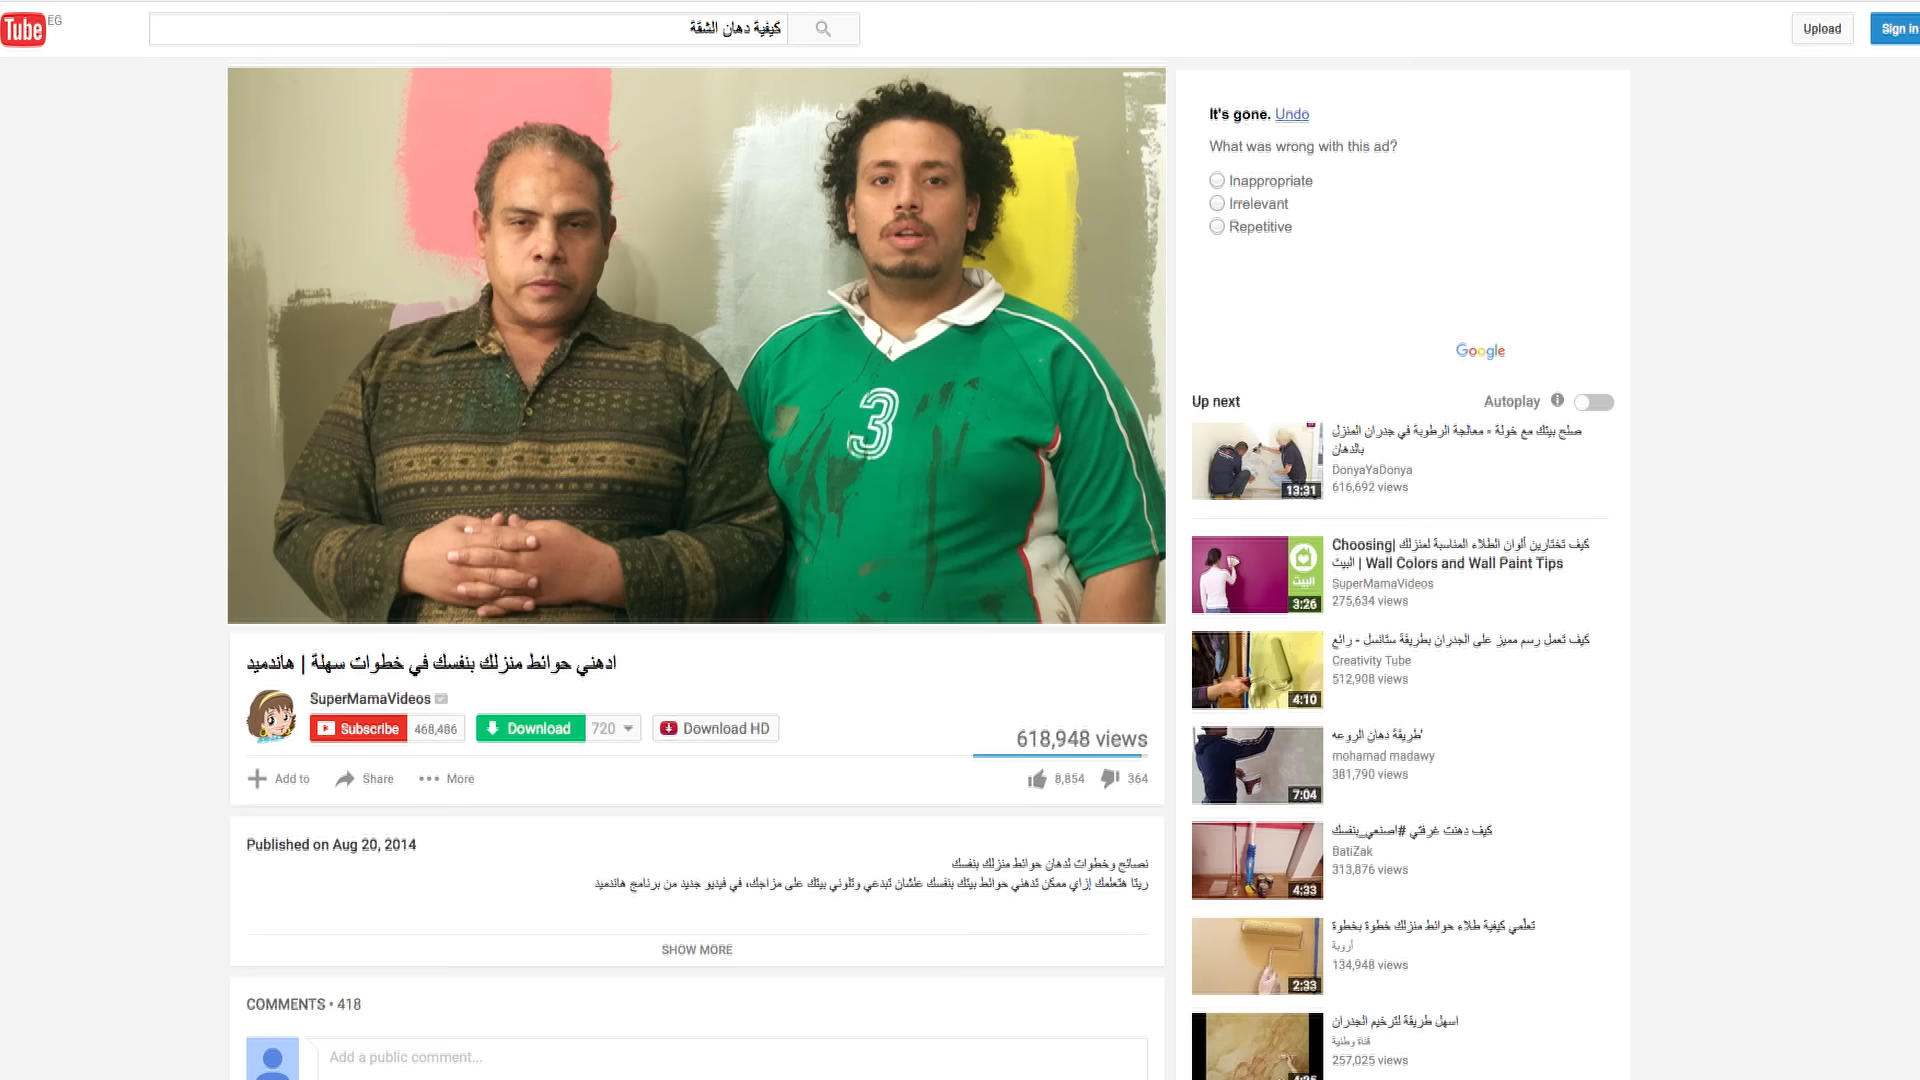 Tube EG
كيفية دهان الشقة
Upload
Sign in
3
It's gone. Undo
What was wrong with this ad?
Inappropriate
Irrelevant
Repetitive
Google
ادهني حوائط منزلك بنفسك في خطوات سهلة | هاندميد
SuperMamaVideos
Subscribe 468,486
Download 720
Download HD
618,948 views
Add to
Share
More
8,854
364
Published on Aug 20, 2014
نصائح وخطوات لدهان حوائط منزلك بنفسك
ريتا هتعلمك إزاي ممكن تدهني حوائط بيتك بنفسك علشان تبدعي وتلوني بيتك على مزاجك، في فيديو جديد من برنامج هاندميد
SHOW MORE
COMMENTS • 418
Add a public comment...
Up next
Autoplay
صلح بيتك مع خولة - معالجة الرطوبة في جدران المنزل
بالدهان
DonyaYaDonya
616,692 views
13:31
كيف تختارين ألوان الطلاء المناسبة لمنزلك |Choosing
Wall Colors and Wall Paint Tips | البيت
SuperMamaVideos
275,634 views
البيت
3:26
كيف تعمل رسم مميز على الجدران بطريقة ستانسل - رائع
Creativity Tube
512,908 views
4:10
طريقة دهان الروعه'
mohamad madawy
381,790 views
7:04
كيف دهنت غرفتي #اصنعي_بنفسك
BatiZak
313,876 views
4:33
تعلّمي كيفية طلاء حوائط منزلك خطوة بخطوة
أروبة
134,948 views
2:33
اسهل طريقة لترخيم الجدران
قناة وطنية
257,025 views